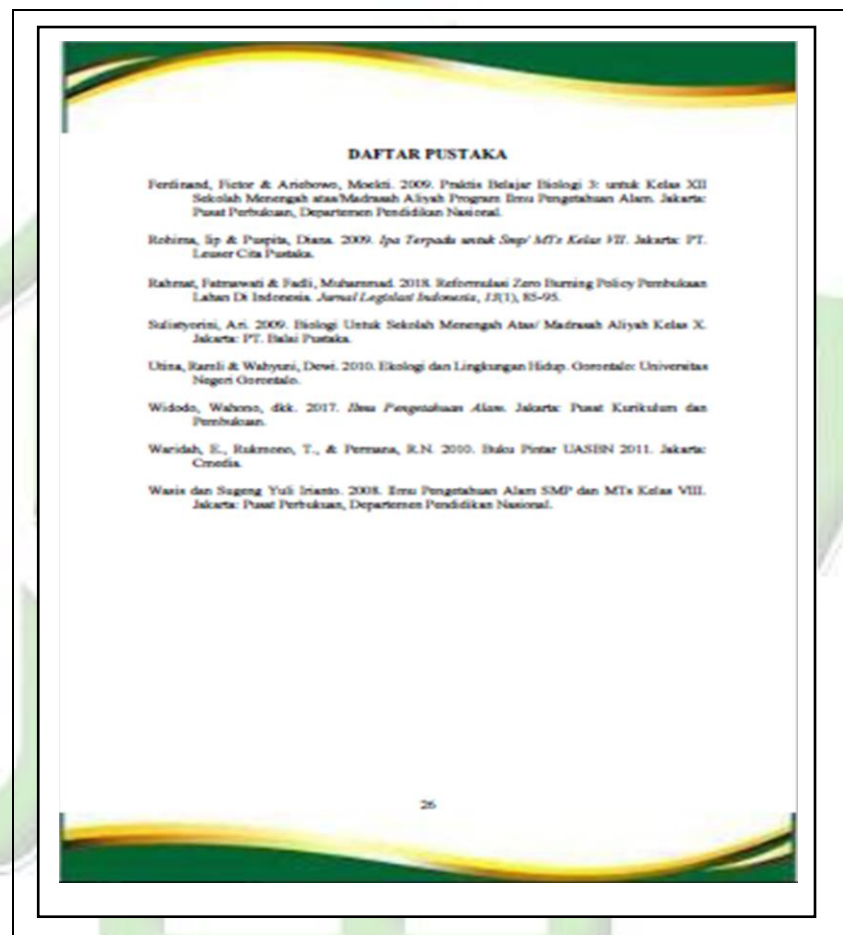 DAFTAR PUSTAKA
Ferdinand, Fictor & Ariebowo, Moekti. 2009. Praktis Belajar Biologi 3: untuk Kelas XII
Sekolah Menengah atas/Madrasah Aliyah Program Ilmu Pengetahuan Alam. Jakarta:
Pusat Perbukuan, Departemen Pendidikan Nasional.
Rohima, Iip & Puspita, Diana. 2009. Ipa Terpadu untuk Smp/ MTs Kelas VII. Jakarta: PT.
Leuser Cita Pustaka.
Rahmat, Fatmawati & Fadli, Muhammad. 2018. Reformulasi Zero Burning Policy Pembukaan
Lahan Di Indonesia. Jurnal Legislasi Indonesia, 13(1), 85-95.
Sulistyorini, Ari. 2009. Biologi Untuk Sekolah Menengah Atas/ Madrasah Aliyah Kelas X.
Jakarta: PT. Balai Pustaka.
Utina, Ramli & Wahyuni, Dewi. 2010. Ekologi dan Lingkungan Hidup. Gorontalo: Universitas
Negeri Gorontalo.
Widodo, Wahono, dkk. 2017. Ilmu Pengetahuan Alam. Jakarta: Pusat Kurikulum dan
Pembukuan.
Waridah, E., Rukmono, T., & Permana, R.N. 2010. Buku Pintar UASBN 2011. Jakarta:
Cmedia.
Wasis dan Sugeng Yuli Irianto. 2008. Ilmu Pengetahuan Alam SMP dan MTs Kelas VIII.
Jakarta: Pusat Perbukuan, Departemen Pendidikan Nasional.
26